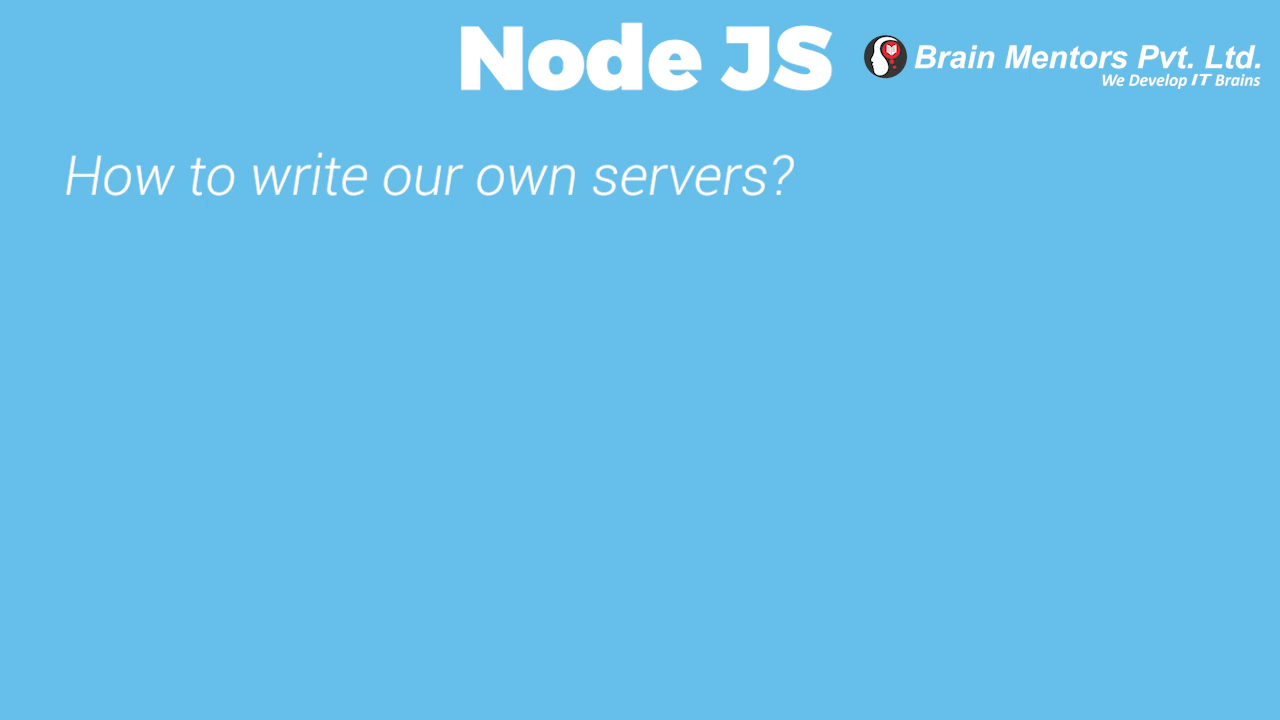 Node JS
Brain Mentors Pvt. Ltd.
We Develop IT Brains
How to write our own servers?